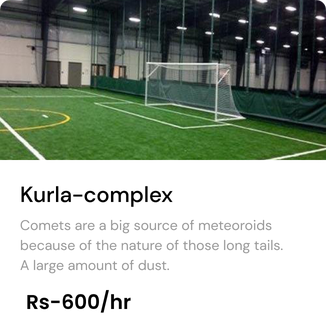 Kurla-complex
Comets are a big source of meteoroids
because of the nature of those long tails.
A large amount of dust.
Rs-600/hr